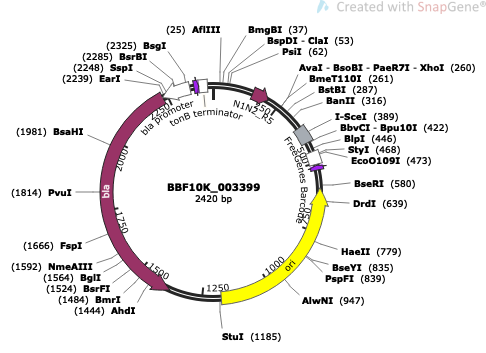 Created with SnapGene®
(25) AflIII
BmgBI (37)
BspDI - ClaI (53)
PsiI (62)
AvaI - BsoBI - PaeR7I - XhoI (260)
BmeT110I (261)
BstBI (287)
BanII (316)
I-SceI (389)
BbvCI - Bpu10I (422)
BlpI (446)
StyI (468)
EcoO109I (473)
BseRI (580)
DrdI (639)
HaeII (779)
BseYI (835)
PspFI (839)
AlwNI (947)
StuI (1185)
(1444) AhdI
(1484) BmrI
(1524) BsrFI
(1564) BglI
(1592) NmeAIII
(1666) FspI
(1814) PvuI
(1981) BsaHI
(2239) EarI
(2248) SspI
(2285) BsrBI
(2325) BsgI
bla promoter
tonB terminator
N1N2_R5
FreeGenes Barcode
ori
bla
250
500
750
1000
1250
1500
1750
2000
2250
BBF10K_003399
2420 bp